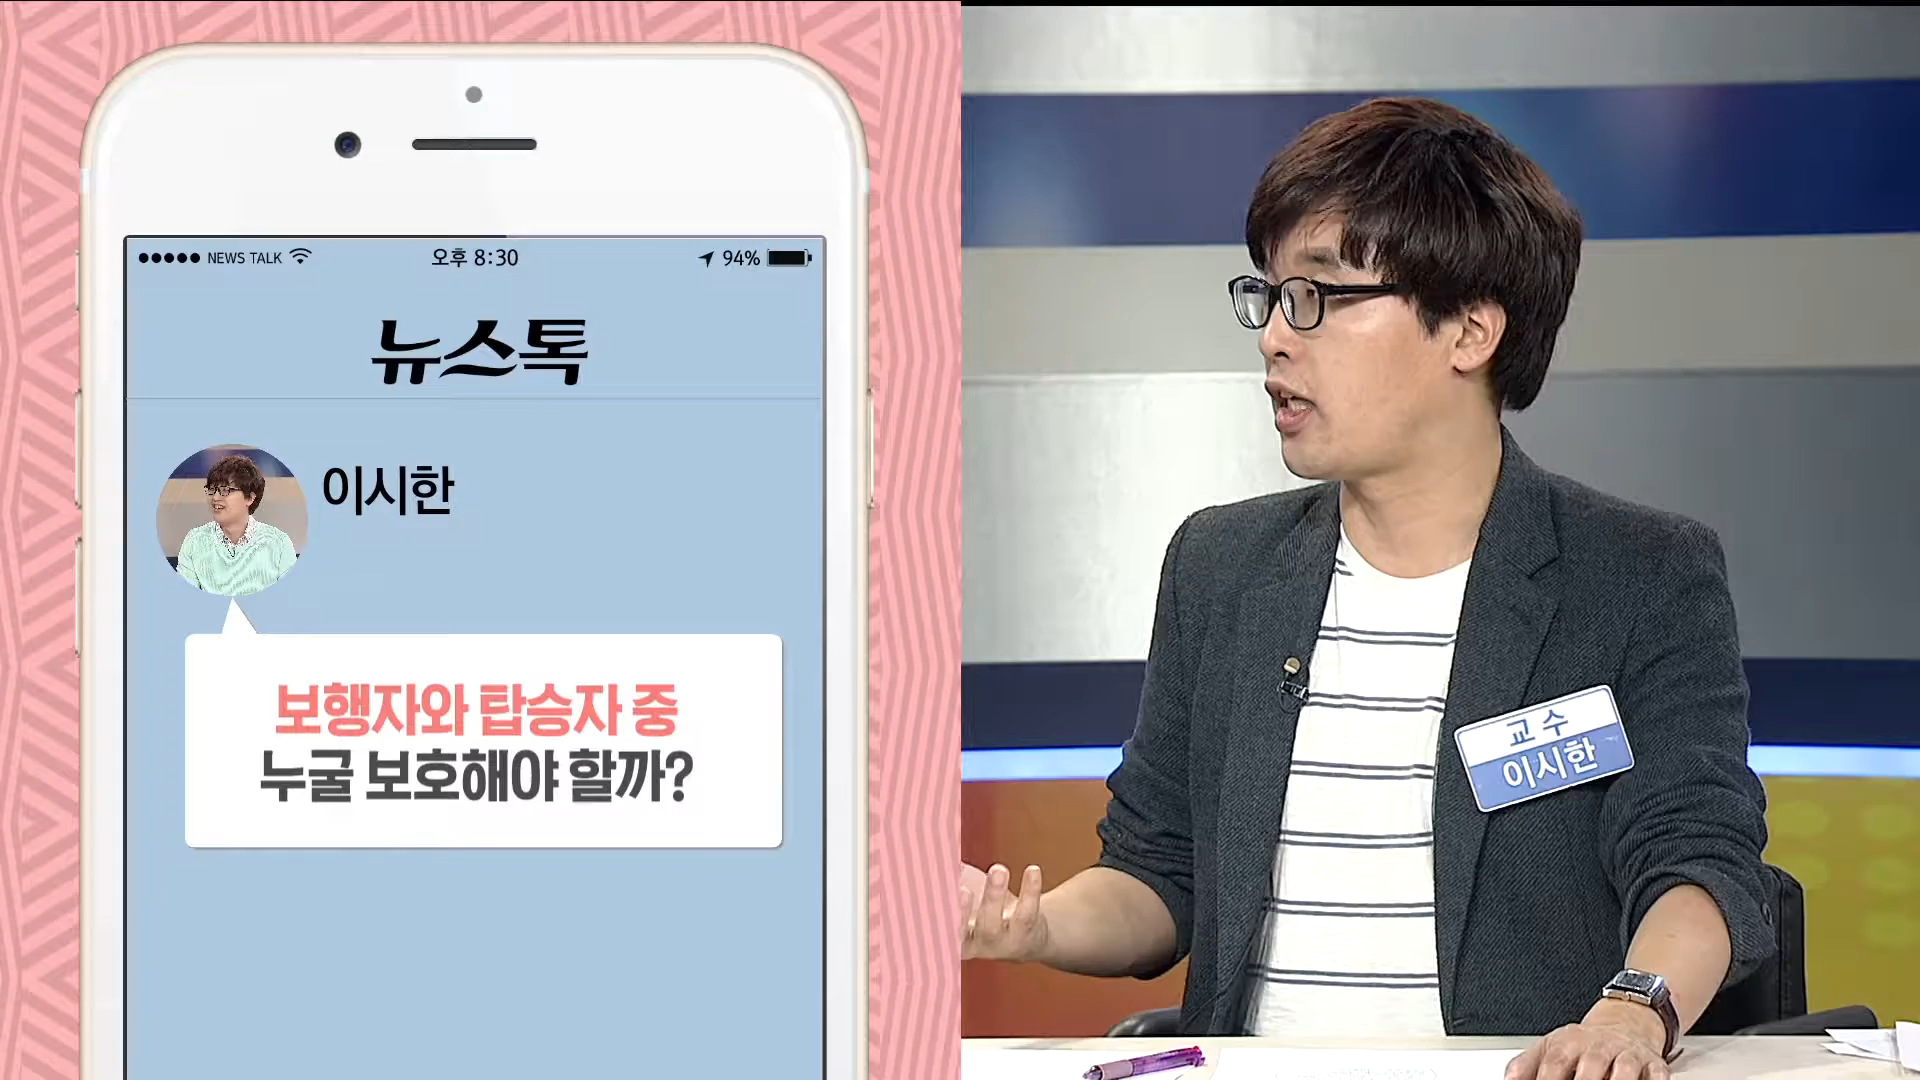 NEWS TALK
오후 8:30
94%
뉴스톡
이시한
보행자와 탑승자 중
누굴 보호해야 할까?
교수
이시한